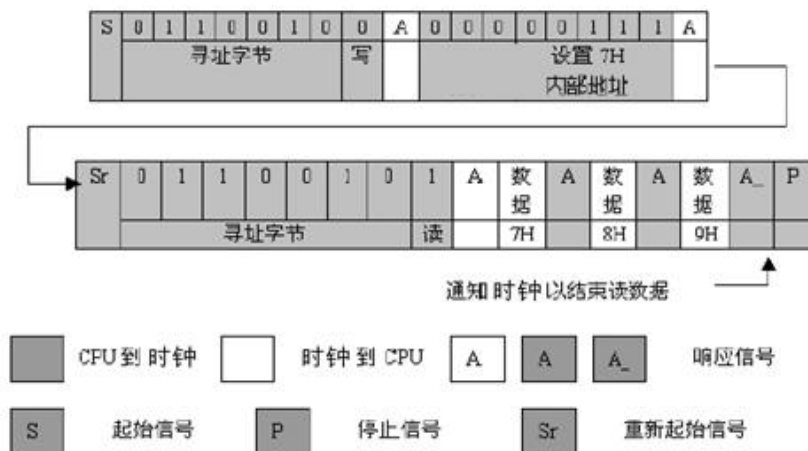 S 0 1 1 0 0 1 0 0 A 0 0 0 0 0 1 1 1 A
寻址字节 写 设置 7H
内部地址
Sr 0 1 1 0 0 1 0 1 A 数据 A 数据 A 数据 A_ P
寻址字节 读 7H 8H 9H
通知时钟以结束读数据
CPU到时钟 时钟到CPU A A A_ 响应信号
S 起始信号 P 停止信号 Sr 重新起始信号